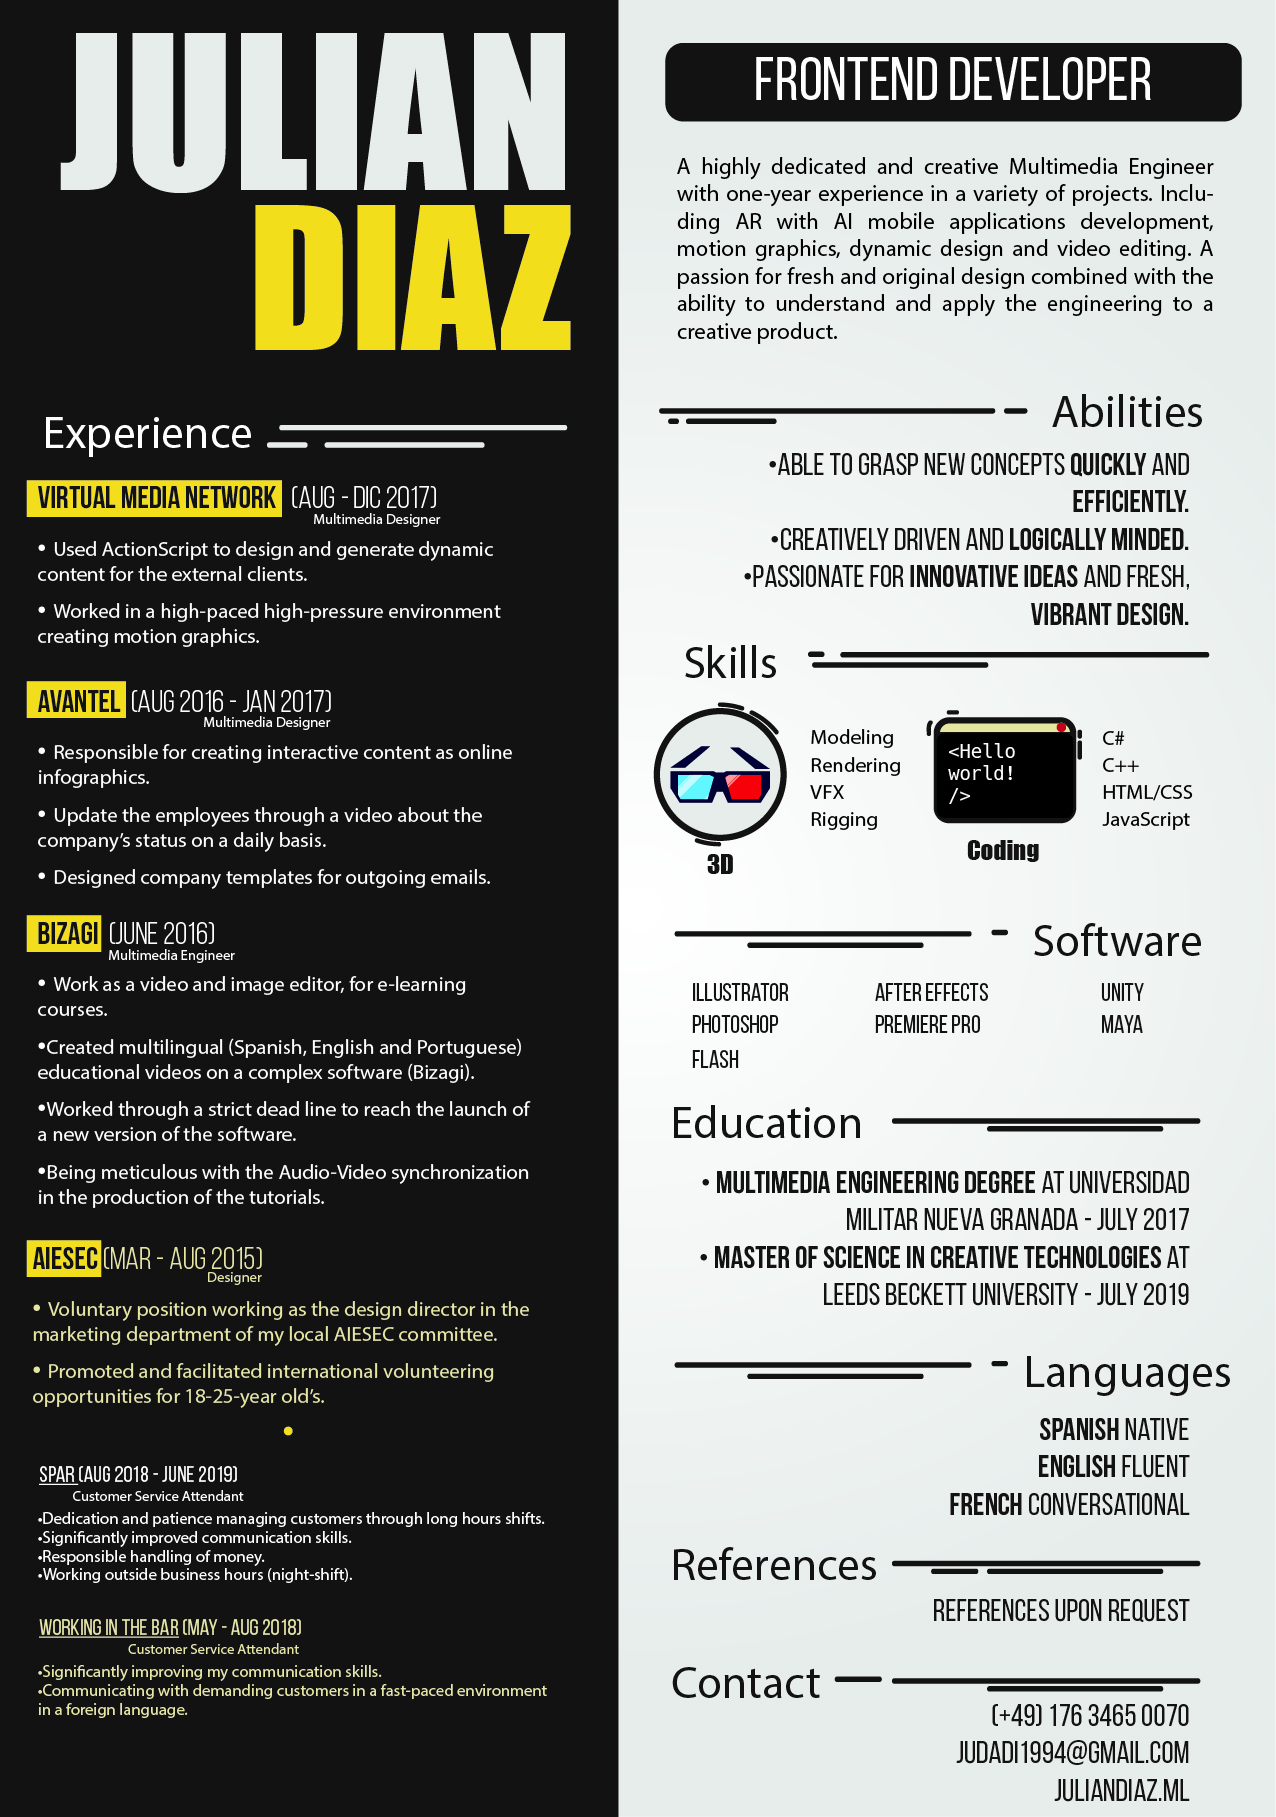 JULIAN
DIAZ
Experience
VIRTUAL MEDIA NETWORK (AUG - DIC 2017)
Multimedia Designer
• Used ActionScript to design and generate dynamic
content for the external clients.
• Worked in a high-paced high-pressure environment
creating motion graphics.
AVANTEL (AUG 2016 - JAN 2017)
Multimedia Designer
• Responsible for creating interactive content as online
infographics.
• Update the employees through a video about the
company’s status on a daily basis.
• Designed company templates for outgoing emails.
BIZAGI (JUNE 2016)
Multimedia Engineer
• Work as a video and image editor, for e-learning
courses.
•Created multilingual (Spanish, English and Portuguese)
educational videos on a complex software (Bizagi).
•Worked through a strict dead line to reach the launch of
a new version of the software.
•Being meticulous with the Audio-Video synchronization
in the production of the tutorials.
AIESEC (MAR - AUG 2015)
Designer
• Voluntary position working as the design director in the
marketing department of my local AIESEC committee.
• Promoted and facilitated international volunteering
opportunities for 18-25-year old’s.
SPAR (AUG 2018 - JUNE 2019)
Customer Service Attendant
•Dedication and patience managing customers through long hours shifts.
•Significantly improved communication skills.
•Responsible handling of money.
•Working outside business hours (night-shift).
WORKING IN THE BAR (MAY - AUG 2018)
Customer Service Attendant
•Significantly improving my communication skills.
•Communicating with demanding customers in a fast-paced environment
in a foreign language.
FRONTEND DEVELOPER
A highly dedicated and creative Multimedia Engineer
with one-year experience in a variety of projects. Inclu-
ding AR with AI mobile applications development,
motion graphics, dynamic design and video editing. A
passion for fresh and original design combined with the
ability to understand and apply the engineering to a
creative product.
Abilities
•ABLE TO GRASP NEW CONCEPTS QUICKLY AND
EFFICIENTLY.
•CREATIVELY DRIVEN AND LOGICALLY MINDED.
•PASSIONATE FOR INNOVATIVE IDEAS AND FRESH,
VIBRANT DESIGN.
Skills
Modeling
Rendering
VFX
Rigging
3D
<Hello
world!
/>
Coding
C#
C++
HTML/CSS
JavaScript
Software
ILLUSTRATOR AFTER EFFECTS UNITY
PHOTOSHOP PREMIERE PRO MAYA
FLASH
Education
• MULTIMEDIA ENGINEERING DEGREE AT UNIVERSIDAD
MILITAR NUEVA GRANADA - JULY 2017
• MASTER OF SCIENCE IN CREATIVE TECHNOLOGIES AT
LEEDS BECKETT UNIVERSITY - JULY 2019
Languages
SPANISH NATIVE
ENGLISH FLUENT
FRENCH CONVERSATIONAL
References
REFERENCES UPON REQUEST
Contact
(+49) 176 3465 0070
JUDADI1994@GMAIL.COM
JULIANDIAZ.ML